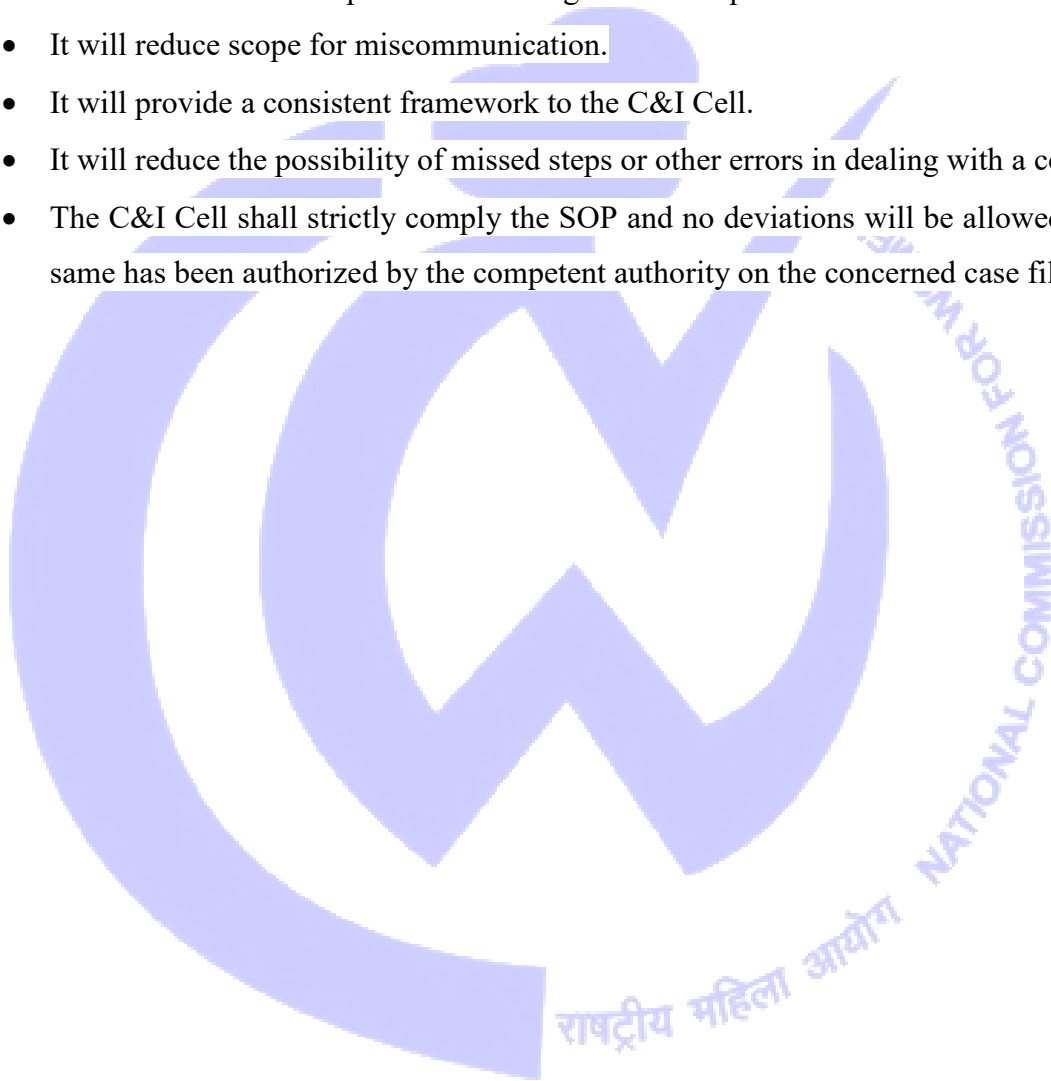 • It will reduce scope for miscommunication.
• It will provide a consistent framework to the C&I Cell.
• It will reduce the possibility of missed steps or other errors in dealing with a
• The C&I Cell shall strictly comply the SOP and no deviations will be allowed
same has been authorized by the competent authority on the concerned case
NATIONAL COMMISSION FOR
राषट्रीय महिला आयोग